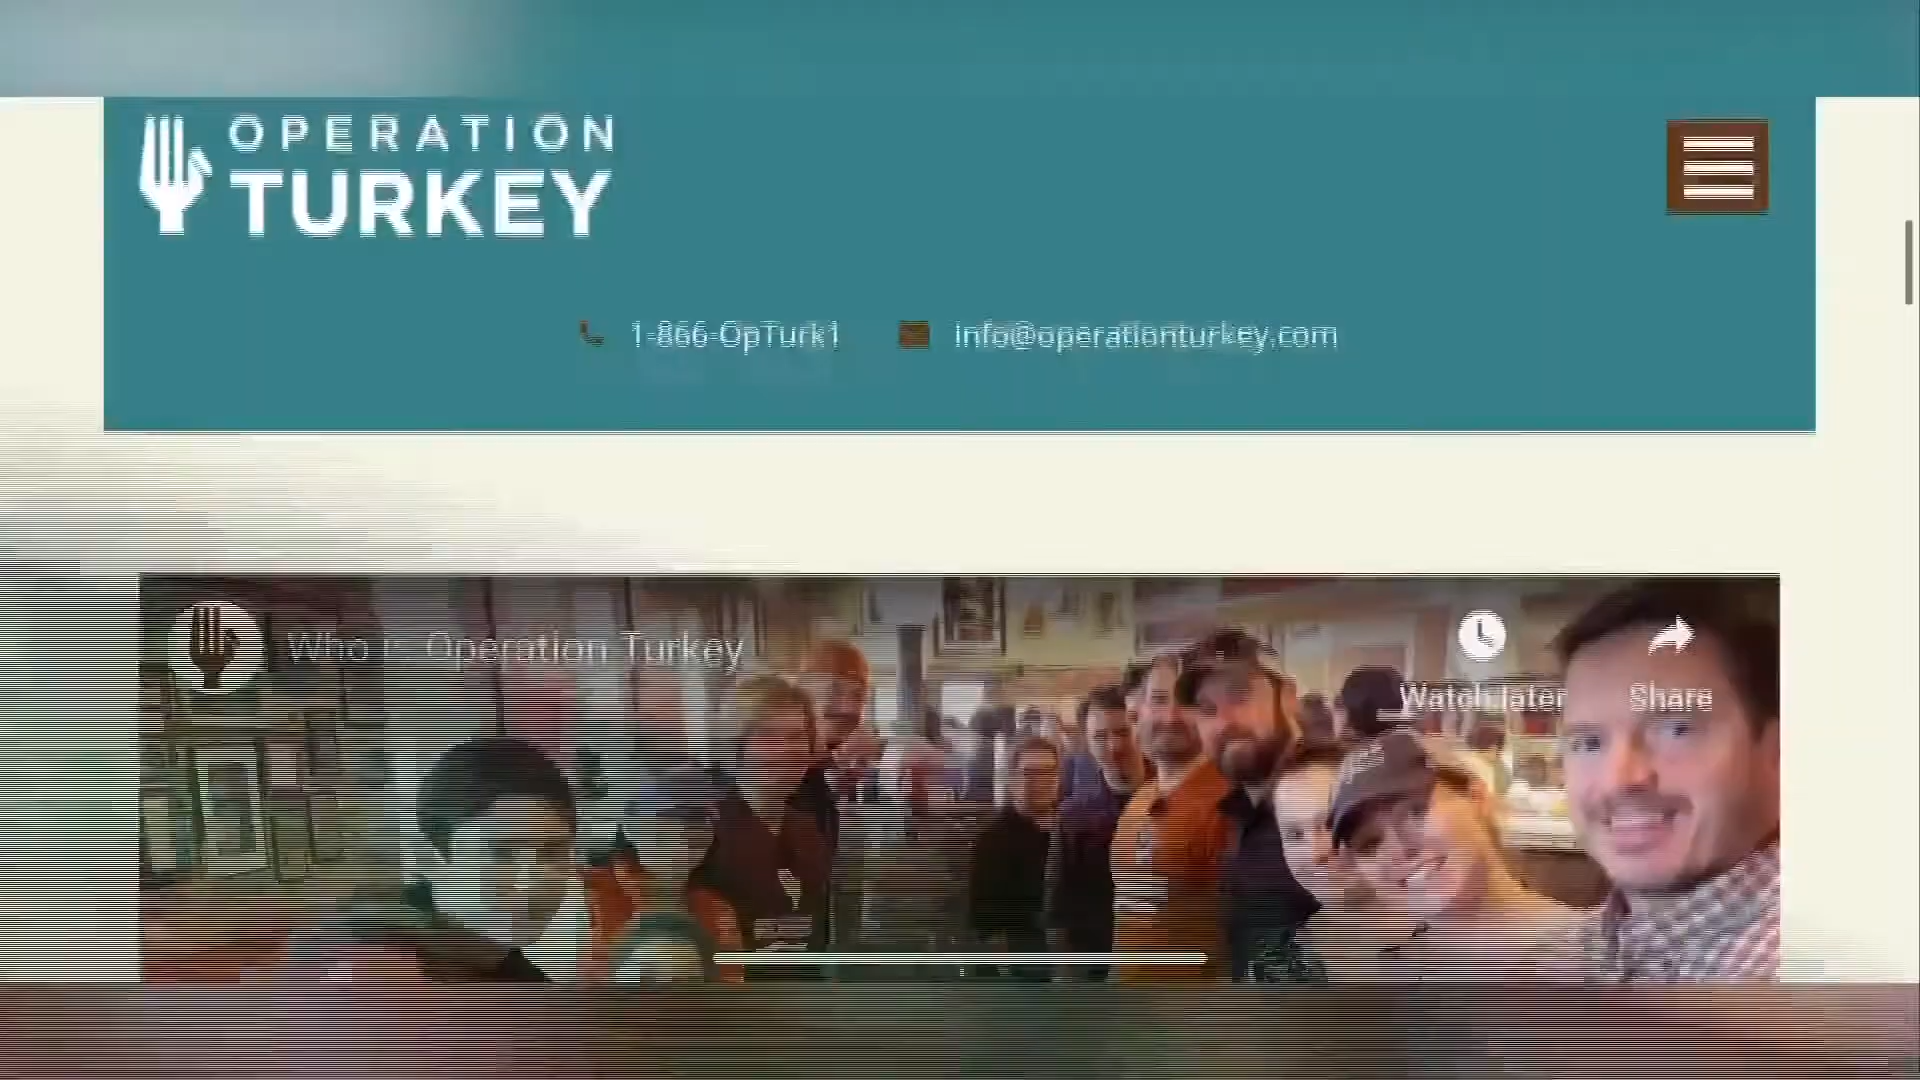 OPERATION
TURKEY
1-866-OpTurk1
info@operationturkey.com
Who is Operation Turkey
Watch later
Share